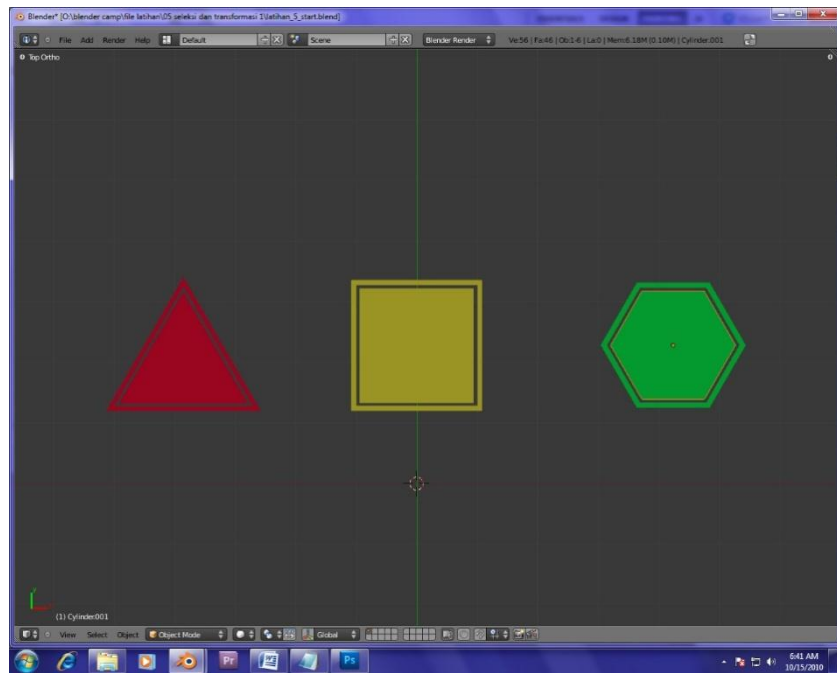 Blender* [O:\blender camp\file latihan\05 seleksi dan transformasi 1\latihan_5_start.blend]
File Add Render Help Default Scene Blender Render Ve:56 | Fa:46 | Ob:1-6 | La:0 | Mem:6.18M (0.10M) | Cylinder.001
Top Ortho
(1) Cylinder.001
View Select Object Object Mode Global
Pr W Ps 6:41 AM
10/15/2010